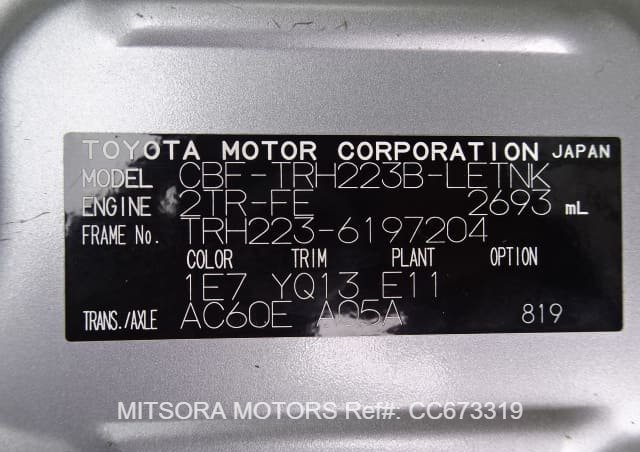 TOYOTA MOTOR CORPORATION JAPAN
MODEL CBF-TRH223B-LETNK
ENGINE 2TR-FE 2693 mL
FRAME No. TRH223-6197204
COLOR TRIM PLANT OPTION
1E7 YQ13 E11
TRANS./AXLE AC60E A05A 819
MITSORA MOTORS Ref#: CC673319